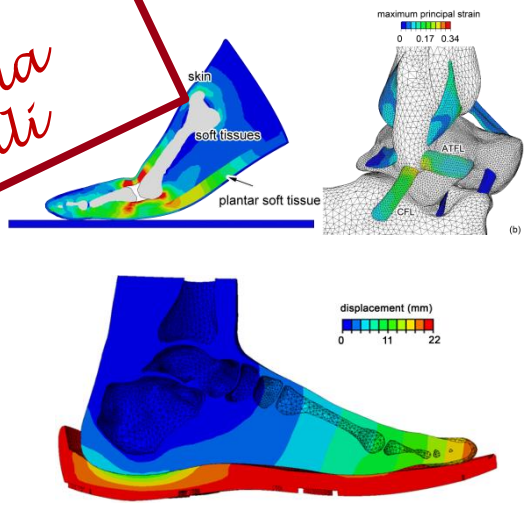 maximum principal strain
0 0.17 0.34
skin
soft tissues
plantar soft tissue
ATFL
CFL
(b)
displacement (mm)
0 11 22